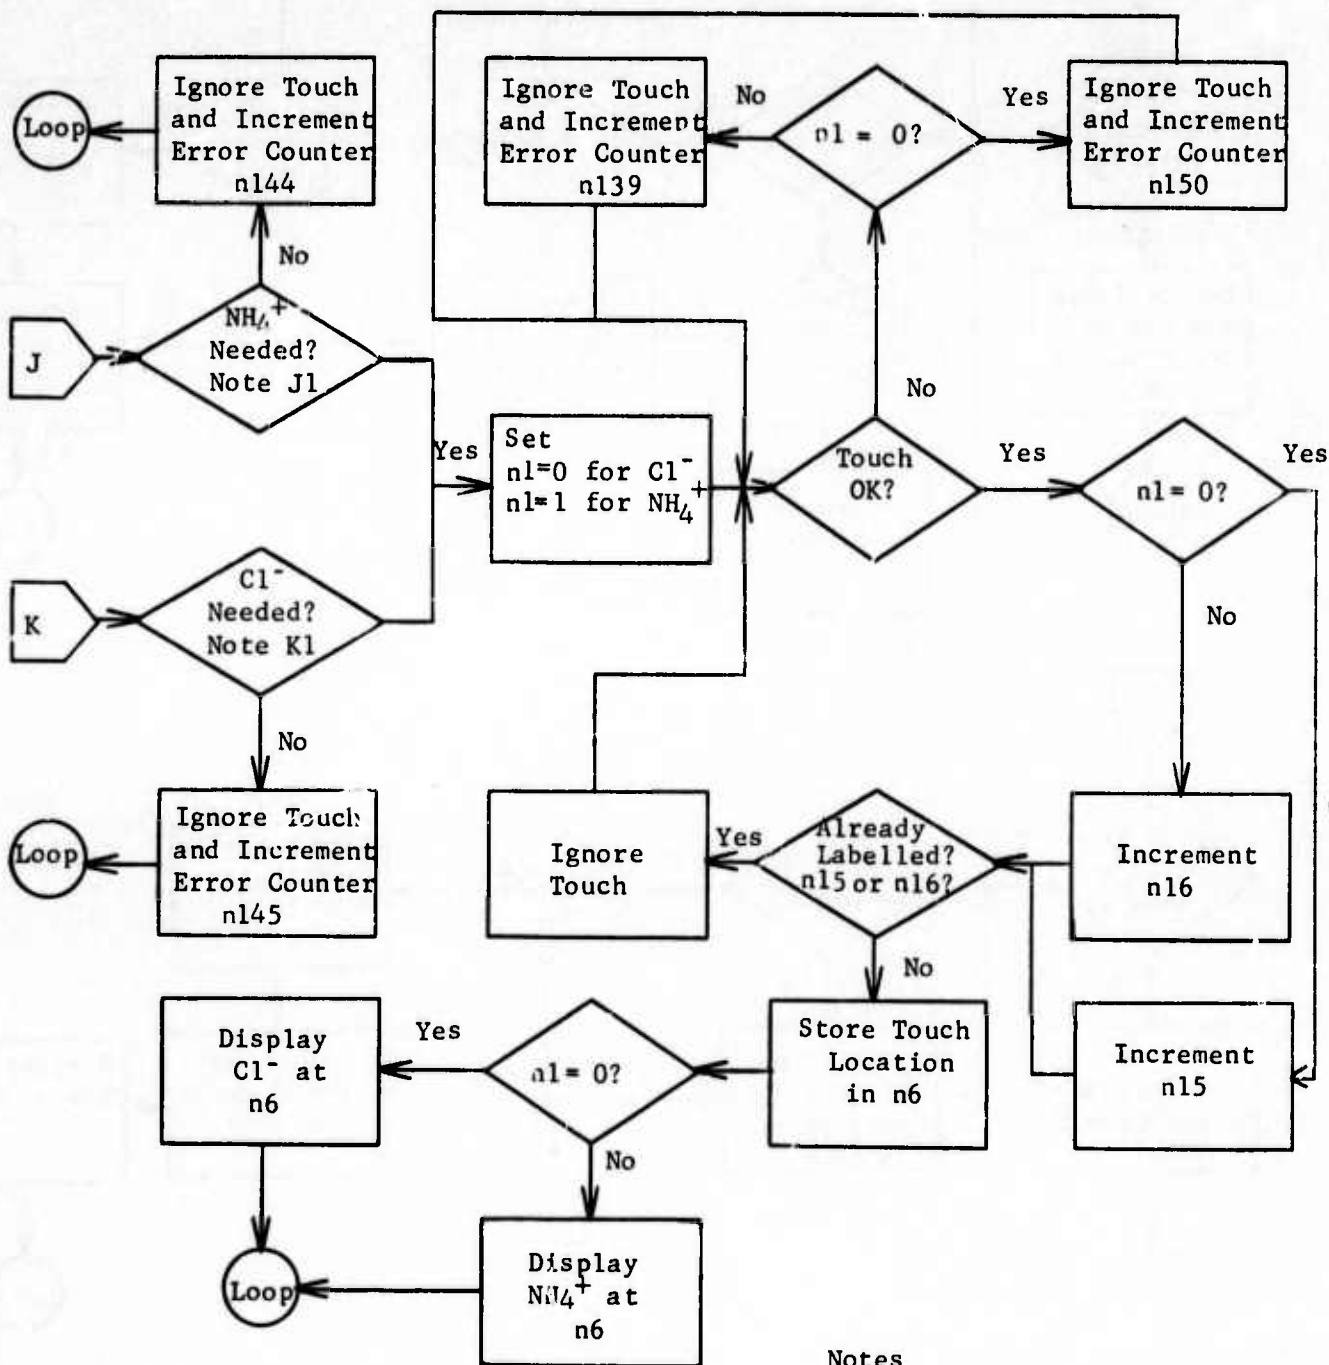 Ignore Touch
and Increment
Error Counter
n144
Loop
No
J
NH4+
Needed?
Note J1
Ignore Touch
and Increment
Error Counter
n139
No
n1 = 0?
Yes
Ignore Touch
and Increment
Error Counter
n150
No
Yes
Set
n1=0 for Cl-
n1=1 for NH4+
Touch
OK?
Yes
n1= 0?
Yes
No
K
Cl-
Needed?
Note K1
No
Loop
Ignore Touch
and Increment
Error Counter
n145
Ignore
Touch
Yes
Already
Labelled?
n15 or n16?
Increment
n16
No
Display
Cl- at
n6
Yes
n1= 0?
Store Touch
Location
in n6
Increment
n15
No
Loop
Display
NH4+ at
n6
Notes